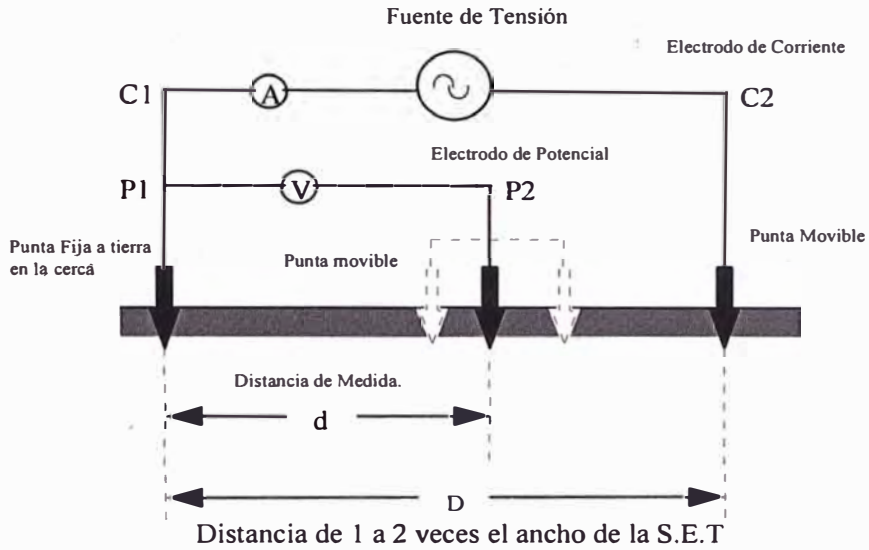 Fuente de Tensión
Electrodo de Corriente
C1
A
C2
Electrodo de Potencial
P1
V
P2
Punta Fija a tierra
en la cerca
Punta movible
Punta Movible
Distancia de Medida.
d
D
Distancia de 1 a 2 veces el ancho de la S.E.T